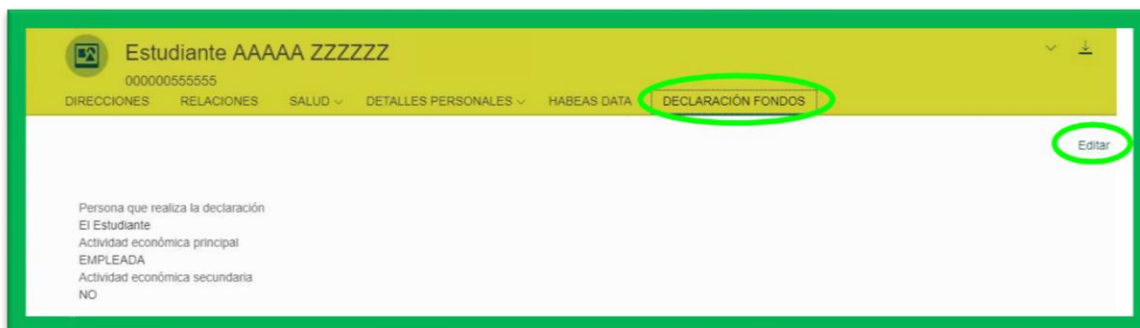 Estudiante AAAAA ZZZZZZ
000000555555
DIRECCIONES RELACIONES SALUD DETALLES PERSONALES HABEAS DATA DECLARACIÓN FONDOS
Editar
Persona que realiza la declaración
El Estudiante
Actividad económica principal
EMPLEADA
Actividad económica secundaria
NO